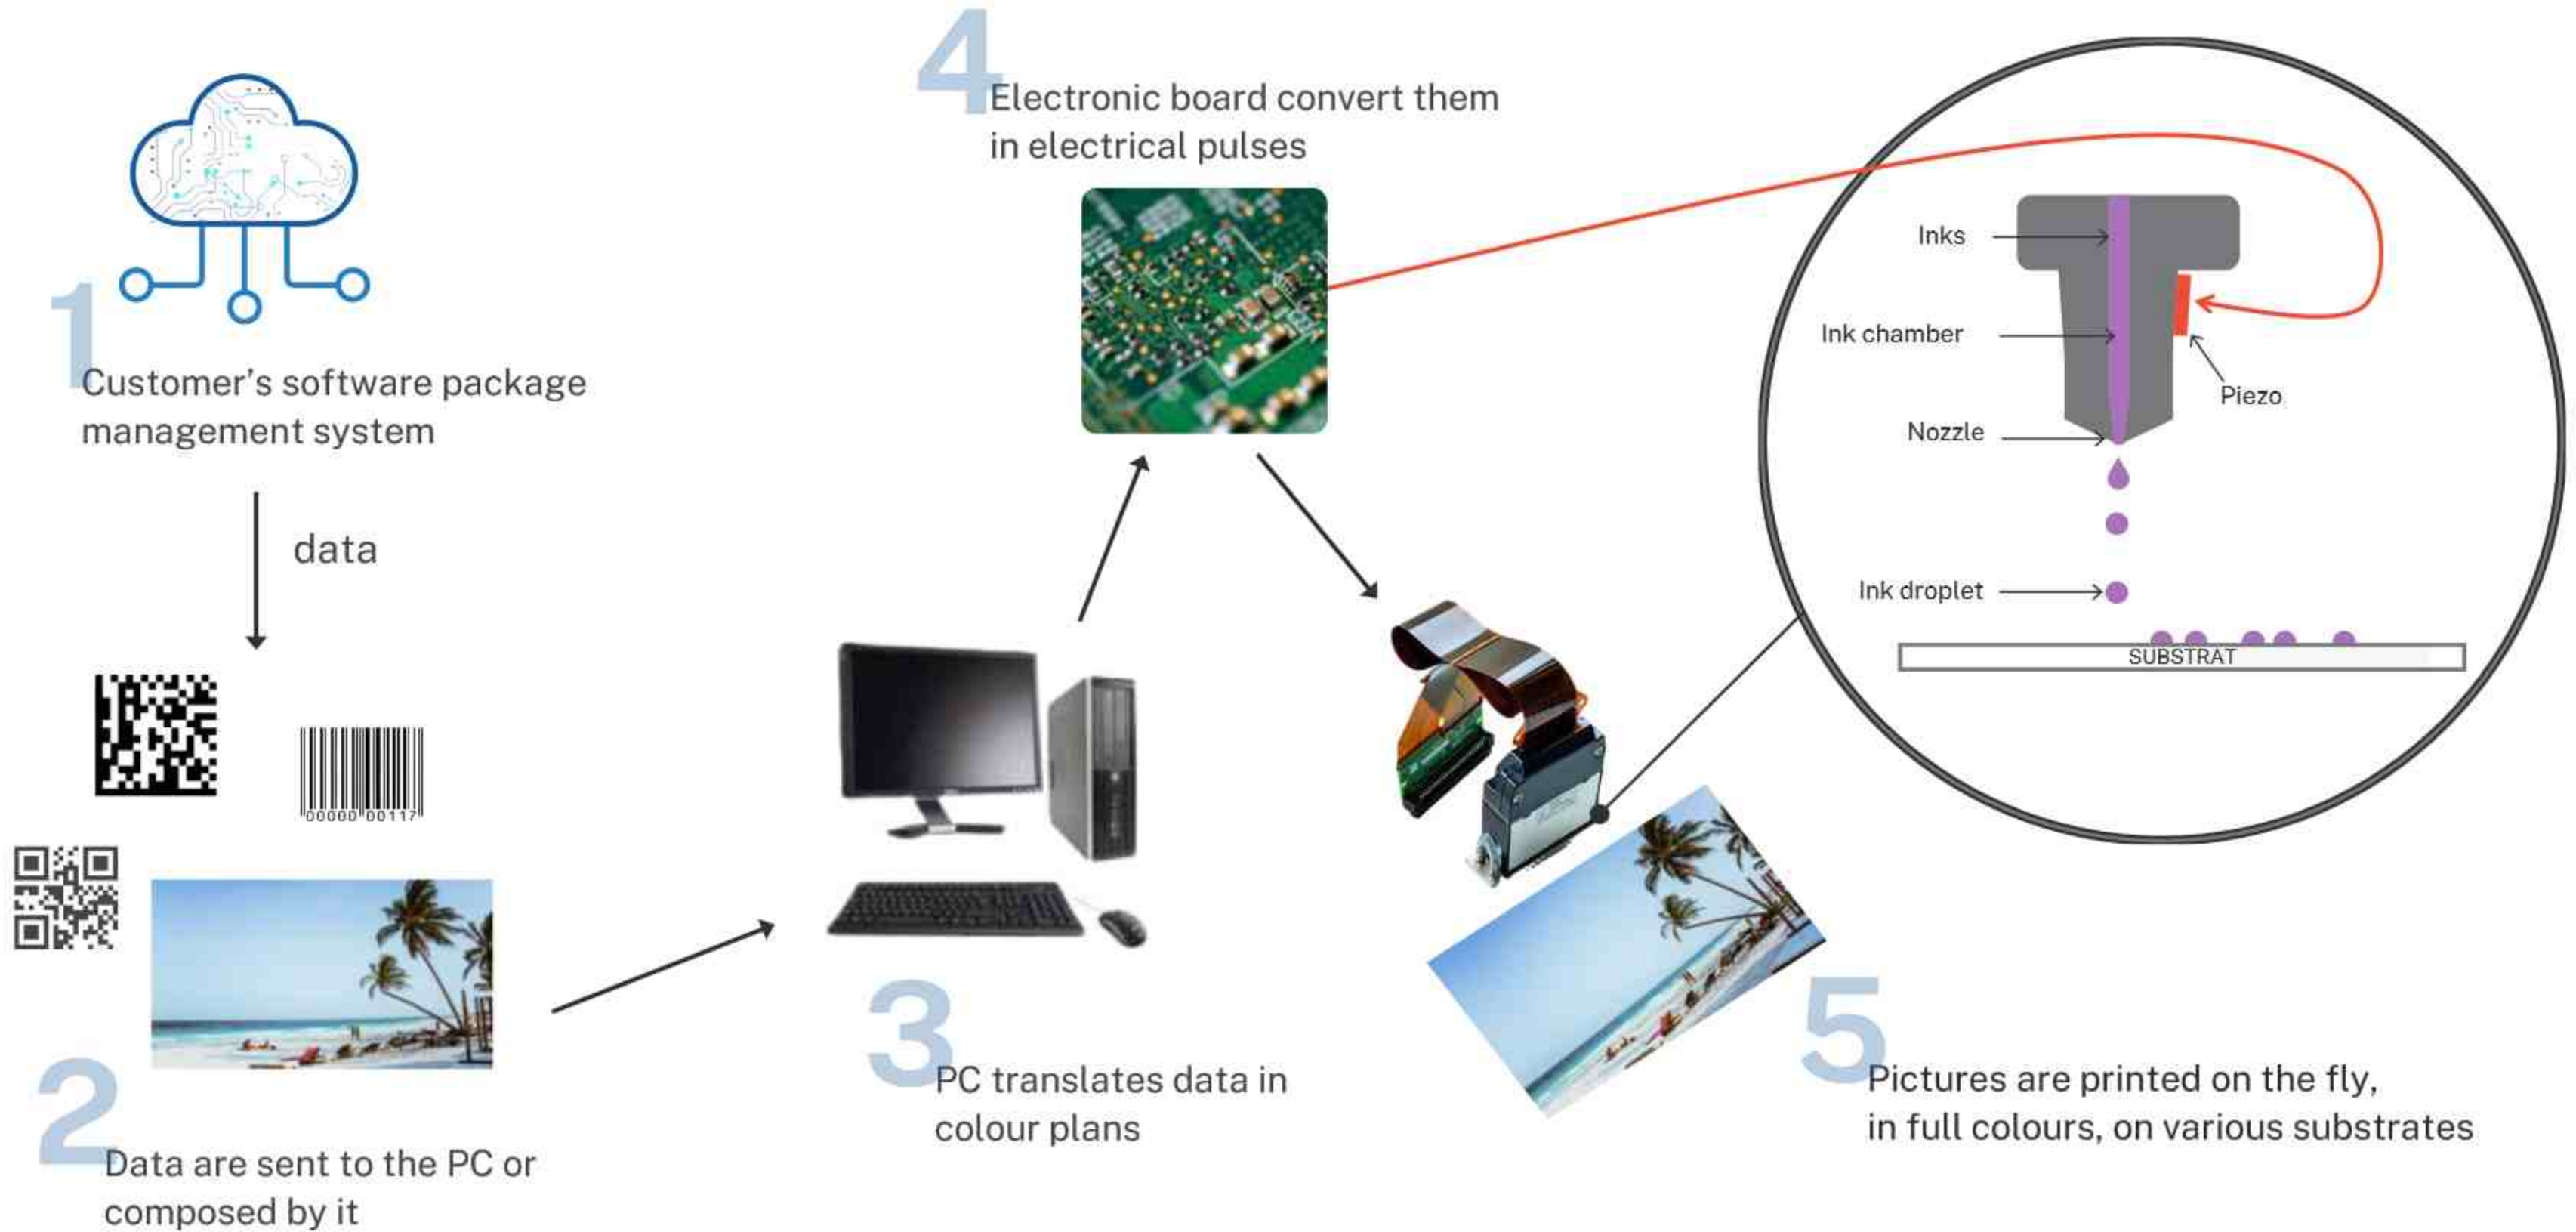 1
Customer's software package
management system
data
00000 00117
2
Data are sent to the PC or
composed by it
3
PC translates data in
colour plans
4
Electronic board convert them
in electrical pulses
Inks
Ink chamber
Piezo
Nozzle
Ink droplet
SUBSTRAT
5
Pictures are printed on the fly,
in full colours, on various substrates